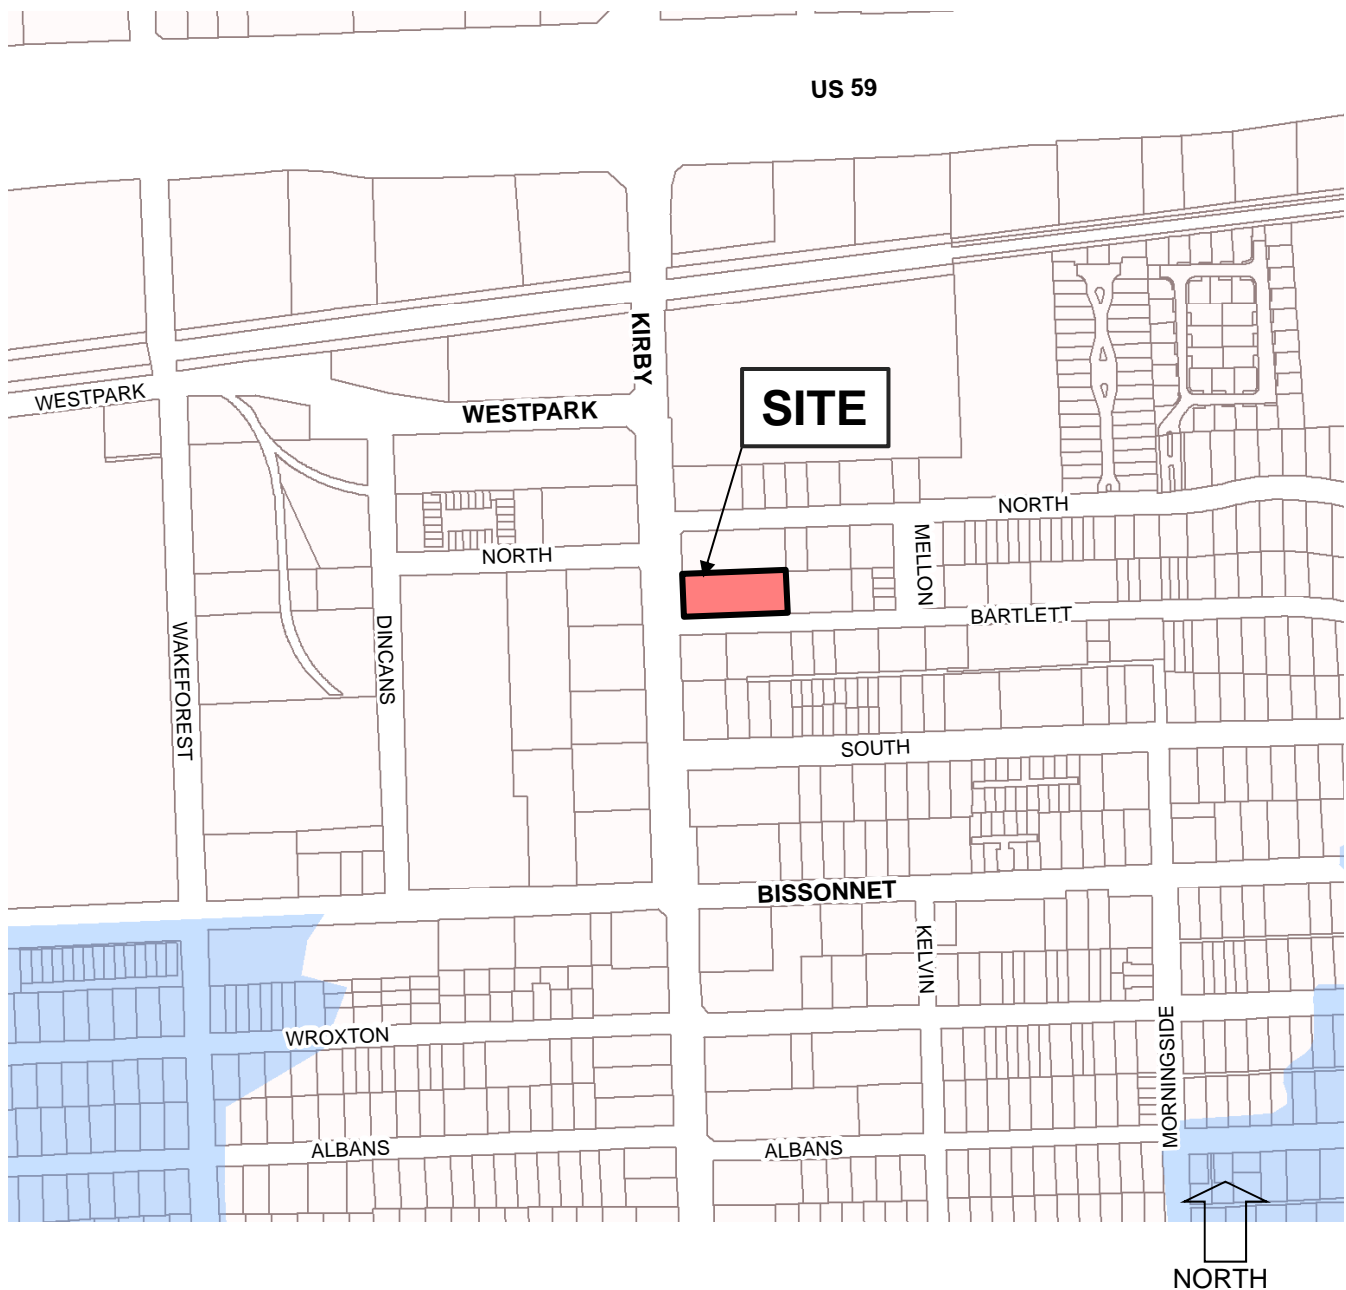 US 59
KIRBY
WESTPARK
WESTPARK
SITE
NORTH
MELLON
NORTH
BARTLETT
DINCANS
WAKEFOREST
SOUTH
BISSONNET
KELVIN
WROXTON
MORNINGSIDE
ALBANS
ALBANS
NORTH